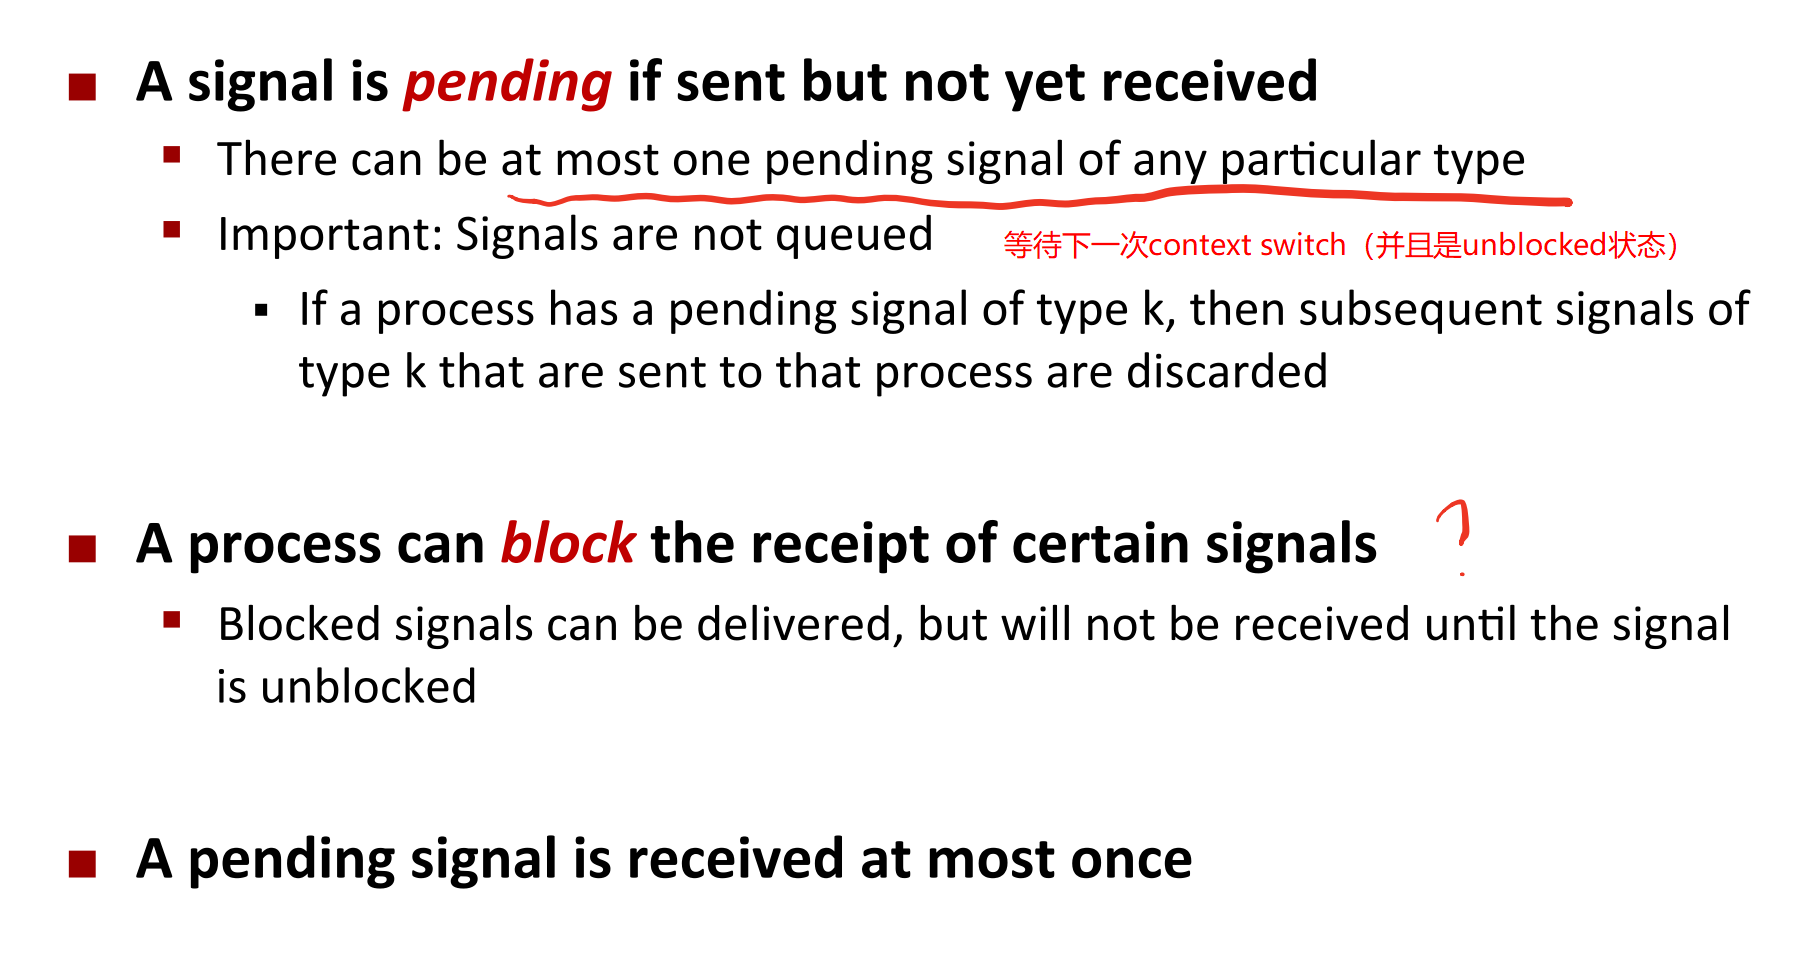 A signal is pending if sent but not yet received
There can be at most one pending signal of any particular type
Important: Signals are not queued
等待下一次context switch（并且是unblocked状态）
If a process has a pending signal of type k, then subsequent signals of
type k that are sent to that process are discarded
A process can block the receipt of certain signals ?
Blocked signals can be delivered, but will not be received until the signal
is unblocked
A pending signal is received at most once